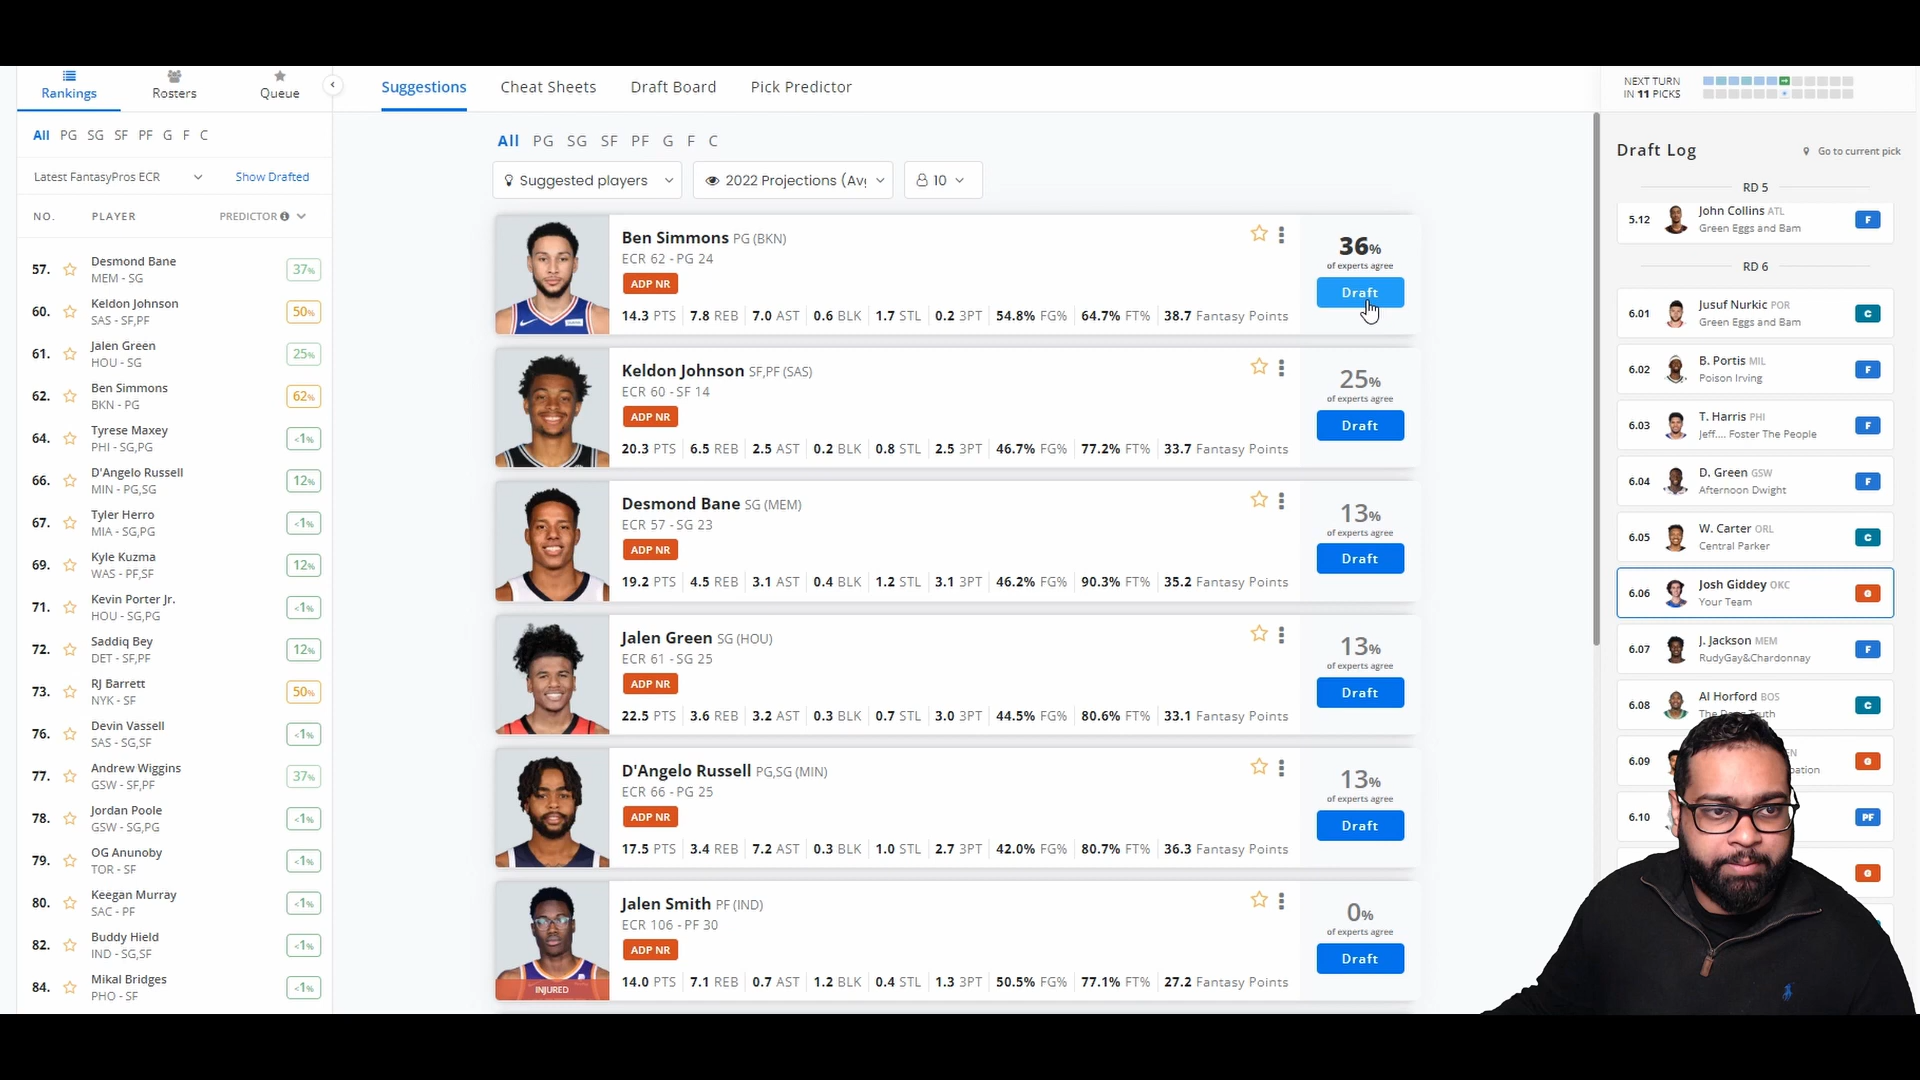 Rankings
Rosters
Queue
All PG SG SF PF G F C
Latest FantasyPros ECR
Show Drafted
NO. PLAYER PREDICTOR
57. Desmond Bane 37%
MEM - SG
60. Keldon Johnson 50%
SAS - SF,PF
61. Jalen Green 25%
HOU - SG
62. Ben Simmons 62%
BKN - PG
64. Tyrese Maxey <1%
PHI - SG,PG
66. D'Angelo Russell 12%
MIN - PG,SG
67. Tyler Herro <1%
MIA - SG,PG
69. Kyle Kuzma 12%
WAS - PF,SF
71. Kevin Porter Jr. <1%
HOU - SG,PG
72. Saddiq Bey 12%
DET - SF,PF
73. RJ Barrett 50%
NYK - SF
76. Devin Vassell <1%
SAS - SG,SF
77. Andrew Wiggins 37%
GSW - SF,PF
78. Jordan Poole <1%
GSW - SG,PG
79. OG Anunoby <1%
TOR - SF
80. Keegan Murray <1%
SAC - PF
82. Buddy Hield <1%
IND - SG,SF
84. Mikal Bridges <1%
PHO - SF
Suggestions Cheat Sheets Draft Board Pick Predictor
All PG SG SF PF G F C
Suggested players
2022 Projections (Av
10
Ben Simmons PG (BKN)
ECR 62 - PG 24
ADP NR
14.3 PTS 7.8 REB 7.0 AST 0.6 BLK 1.7 STL 0.2 3PT 54.8% FG% 64.7% FT% 38.7 Fantasy Points
36%
of experts agree
Draft
Keldon Johnson SF,PF (SAS)
ECR 60 - SF 14
ADP NR
20.3 PTS 6.5 REB 2.5 AST 0.2 BLK 0.8 STL 2.5 3PT 46.7% FG% 77.2% FT% 33.7 Fantasy Points
25%
of experts agree
Draft
Desmond Bane SG (MEM)
ECR 57 - SG 23
ADP NR
19.2 PTS 4.5 REB 3.1 AST 0.4 BLK 1.2 STL 3.1 3PT 46.2% FG% 90.3% FT% 35.2 Fantasy Points
13%
of experts agree
Draft
Jalen Green SG (HOU)
ECR 61 - SG 25
ADP NR
22.5 PTS 3.6 REB 3.2 AST 0.3 BLK 0.7 STL 3.0 3PT 44.5% FG% 80.6% FT% 33.1 Fantasy Points
13%
of experts agree
Draft
D'Angelo Russell PG,SG (MIN)
ECR 66 - PG 25
ADP NR
17.5 PTS 3.4 REB 7.2 AST 0.3 BLK 1.0 STL 2.7 3PT 42.0% FG% 80.7% FT% 36.3 Fantasy Points
13%
of experts agree
Draft
Jalen Smith PF (IND)
ECR 106 - PF 30
ADP NR
INJURED
14.0 PTS 7.1 REB 0.7 AST 1.2 BLK 0.4 STL 1.3 3PT 50.5% FG% 77.1% FT% 27.2 Fantasy Points
0%
of experts agree
Draft
NEXT TURN
IN 11 PICKS
Draft Log
Go to current pick
RD 5
5.12 John Collins ATL F
Green Eggs and Bam
RD 6
6.01 Jusuf Nurkic POR C
Green Eggs and Bam
6.02 B. Portis MIL F
Poison Irving
6.03 T. Harris PHI F
Jeff.... Foster The People
6.04 D. Green GSW F
Afternoon Dwight
6.05 W. Carter ORL C
Central Parker
6.06 Josh Giddey OKC G
Your Team
6.07 J. Jackson MEM F
RudyGay&Chardonnay
6.08 Al Horford BOS C
6.09 G
6.10 PF
G